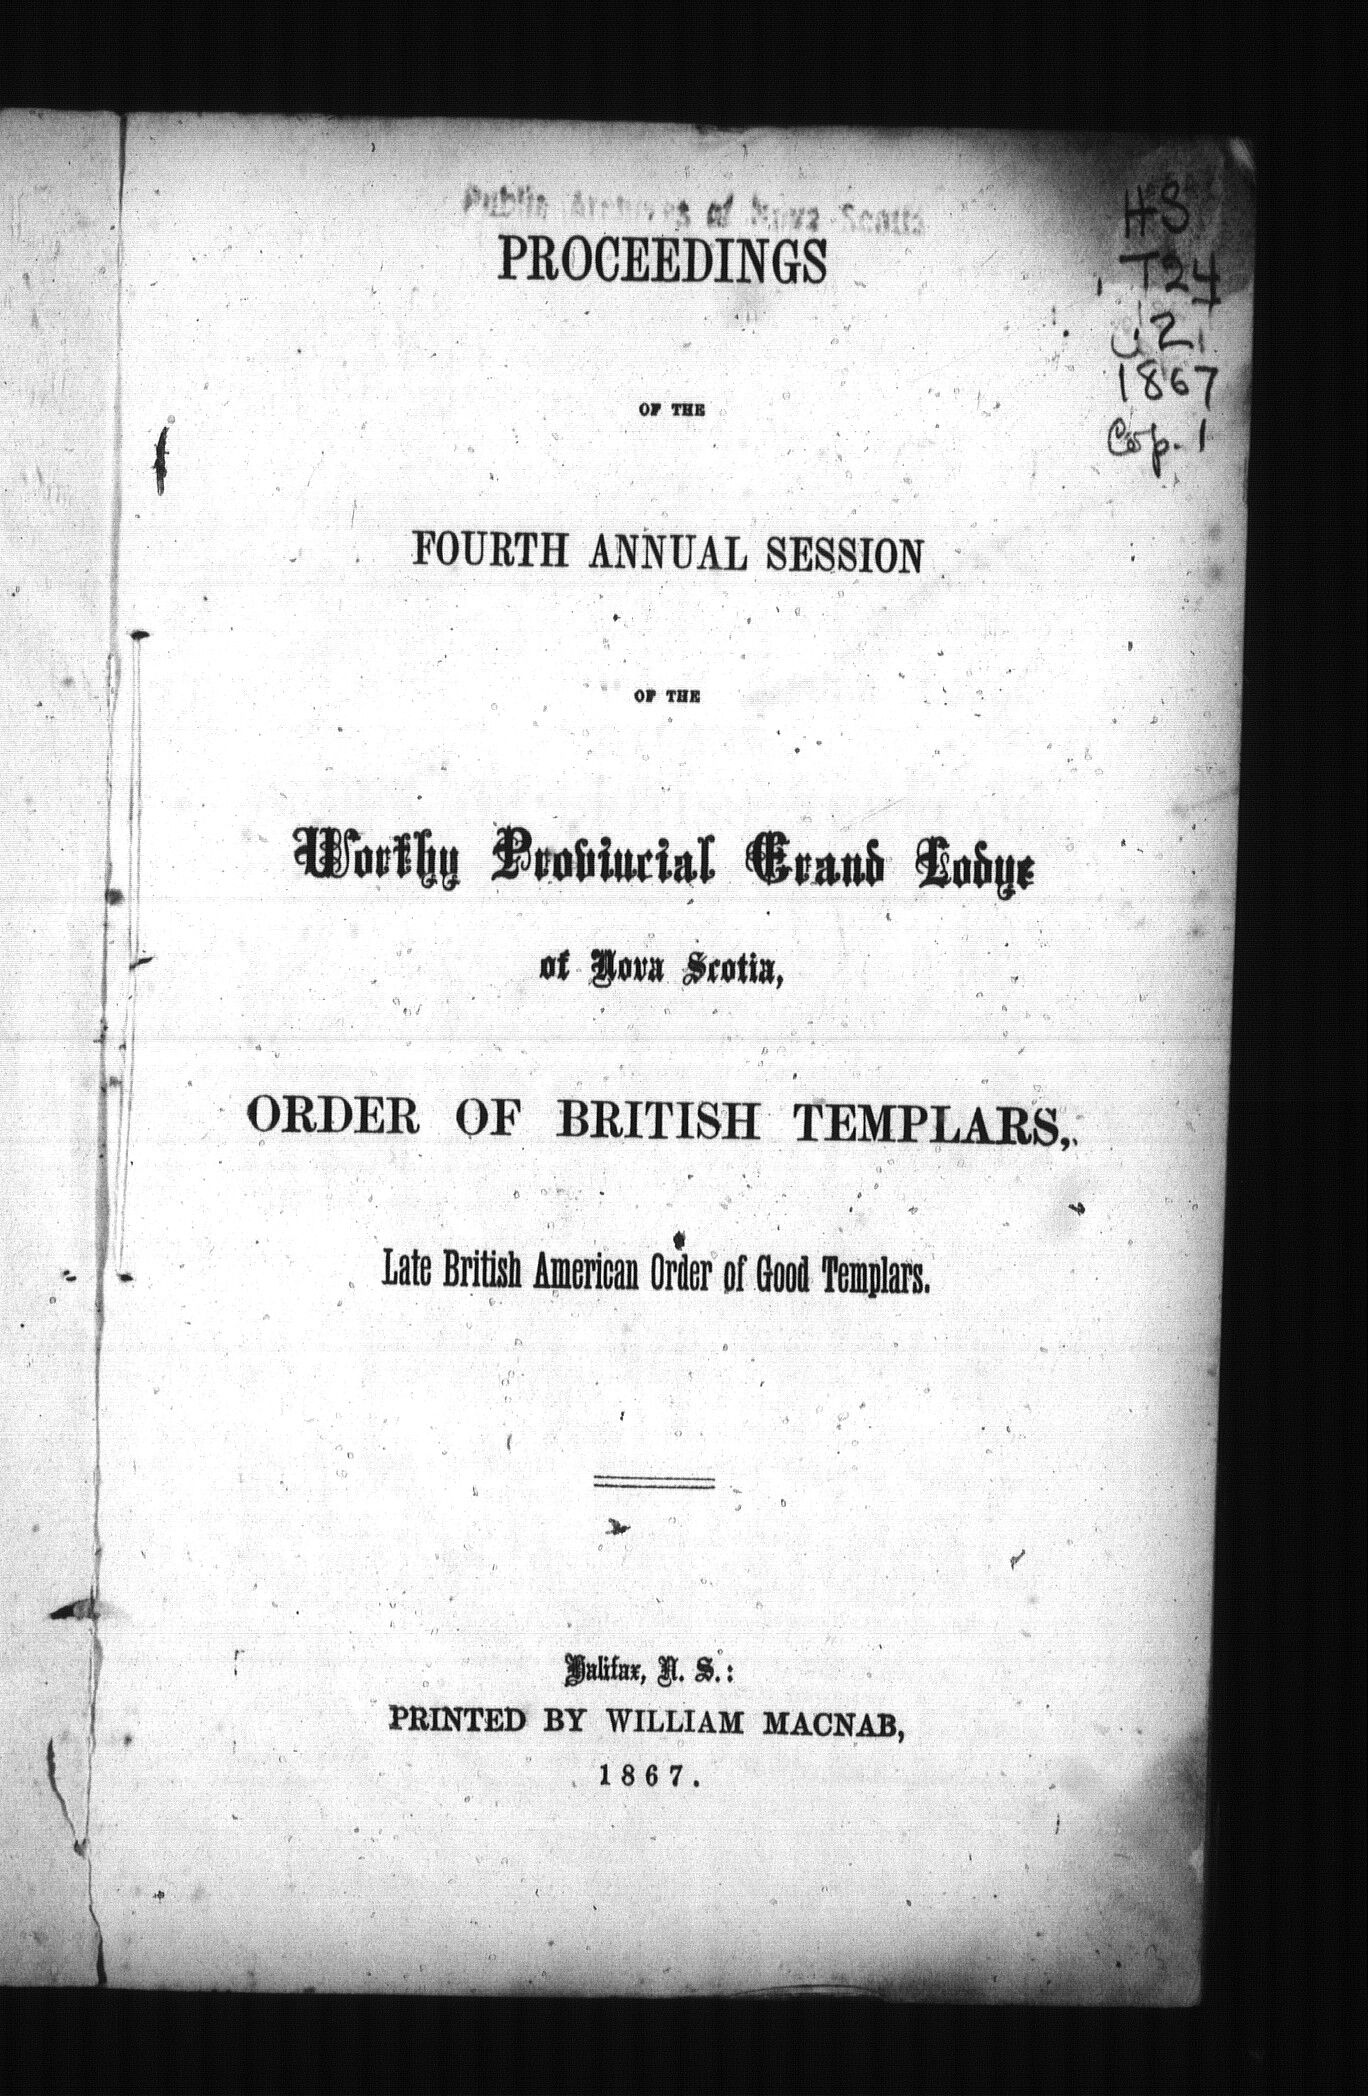 Public Archives of Nova Scotia
PROCEEDINGS
HS
T24
.2
1867
Cop. 1
OF THE
FOURTH ANNUAL SESSION
OF THE
Worthy Provincial Grand Lodge
of Nova Scotia,
ORDER OF BRITISH TEMPLARS,
Late British American Order of Good Templars.
Halifax, N. S.:
PRINTED BY WILLIAM MACNAB,
1867.